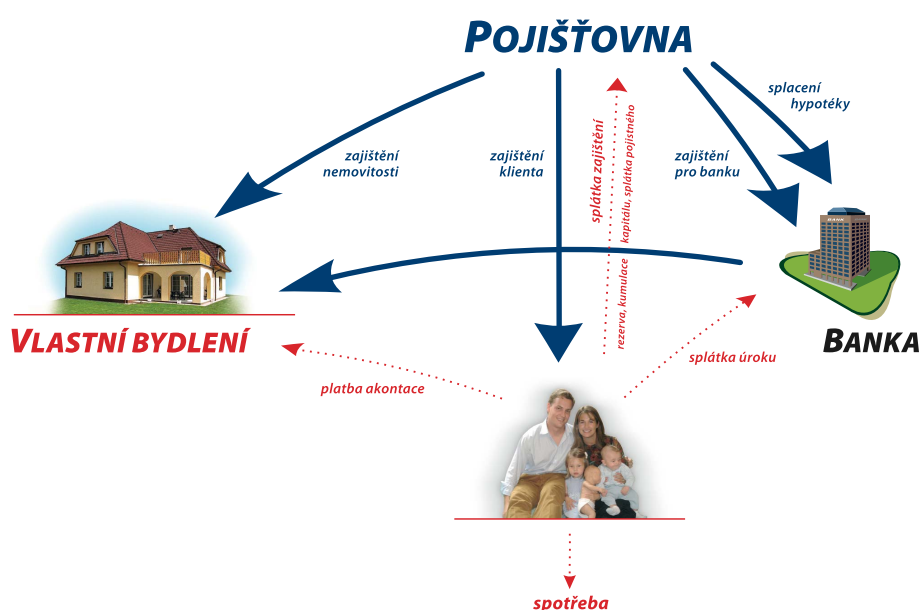 POJIŠŤOVNA
splacení
hypotéky
zajištění
nemovitosti
zajištění
klienta
splátka zajištění
rezerva, kumulace kapitálu, splátka pojistného
zajištění
pro banku
BANK
VLASTNÍ BYDLENÍ
BANKA
platba akontace
splátka úroku
spotřeba